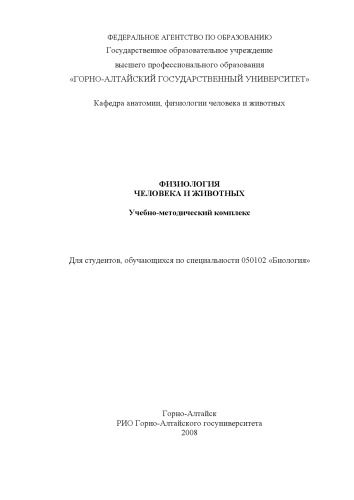 ФЕДЕРАЛЬНОЕ АГЕНТСТВО ПО ОБРАЗОВАНИЮ
Государственное образовательное учреждение
высшего профессионального образования
«ГОРНО-АЛТАЙСКИЙ ГОСУДАРСТВЕННЫЙ УНИВЕРСИТЕТ»
Кафедра анатомии, физиологии человека и животных
ФИЗИОЛОГИЯ
ЧЕЛОВЕКА И ЖИВОТНЫХ
Учебно-методический комплекс
Для студентов, обучающихся по специальности 050102 «Биология»
Горно-Алтайск
РИО Горно-Алтайского госуниверситета
2008